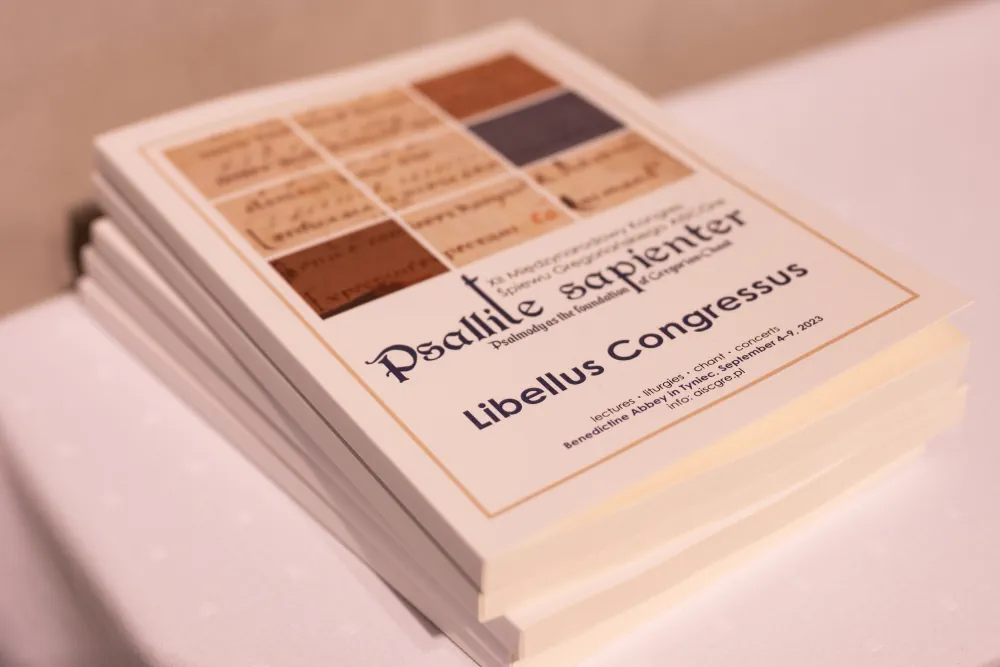 XII Międzynarodowy Kongres
Śpiewu Gregoriańskiego AISCGre
Psallite sapienter
Psalmody as the foundation of Gregorian Chant
Libellus Congressus
lectures • liturgies • chant • concerts
Benedictine Abbey in Tyniec, September 4–9, 2023
info: aiscgre.pl